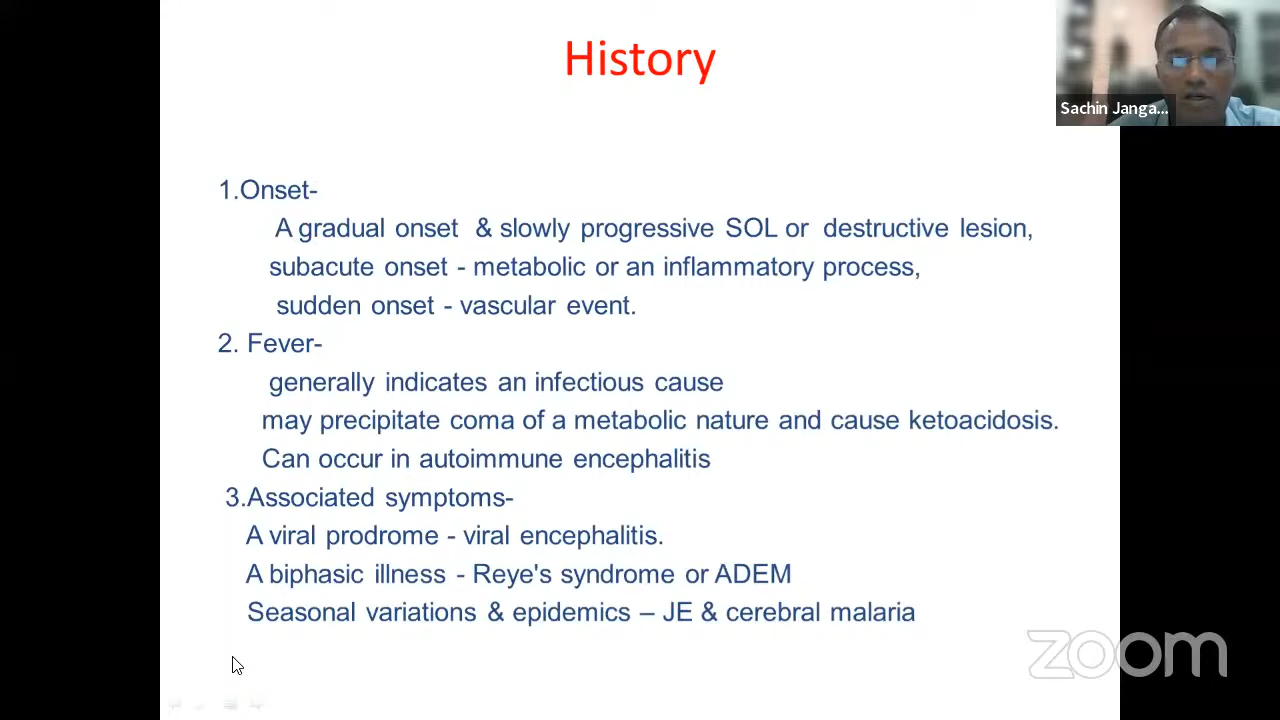 History
Sachin Janga...
1.Onset-
A gradual onset & slowly progressive SOL or destructive lesion,
subacute onset - metabolic or an inflammatory process,
sudden onset - vascular event.
2. Fever-
generally indicates an infectious cause
may precipitate coma of a metabolic nature and cause ketoacidosis.
Can occur in autoimmune encephalitis
3.Associated symptoms-
A viral prodrome - viral encephalitis.
A biphasic illness - Reye's syndrome or ADEM
Seasonal variations & epidemics – JE & cerebral malaria
zoom